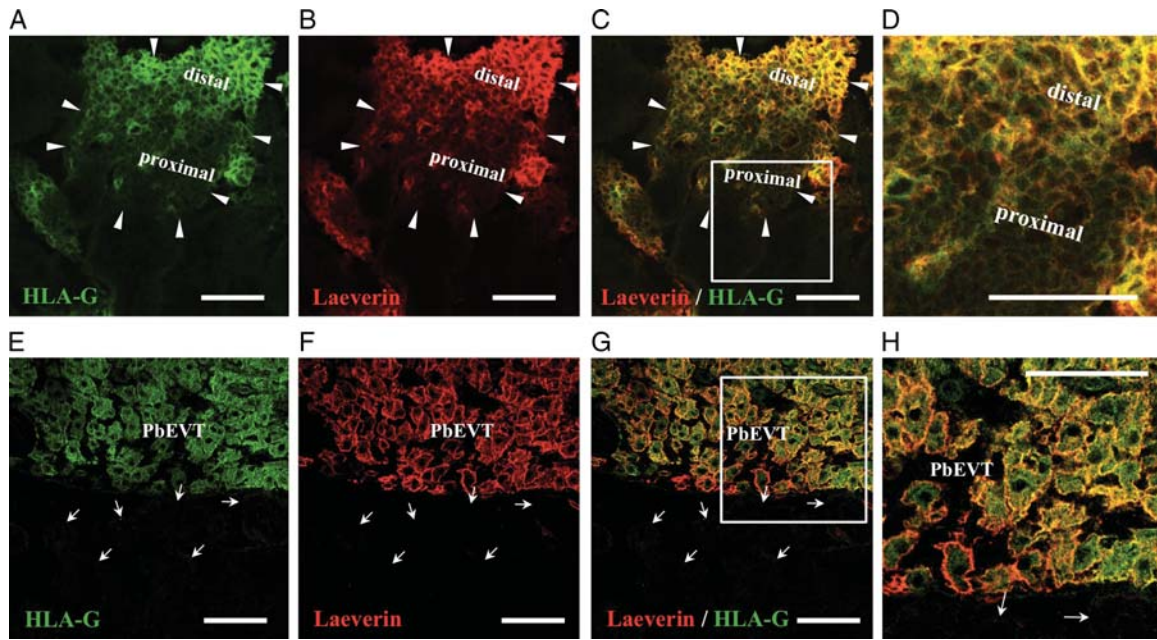 A
B
C
D
distal
proximal
HLA-G
distal
proximal
Laeverin
distal
proximal
Laeverin / HLA-G
distal
proximal
E
F
G
H
PbEVT
HLA-G
PbEVT
Laeverin
PbEVT
Laeverin / HLA-G
PbEVT